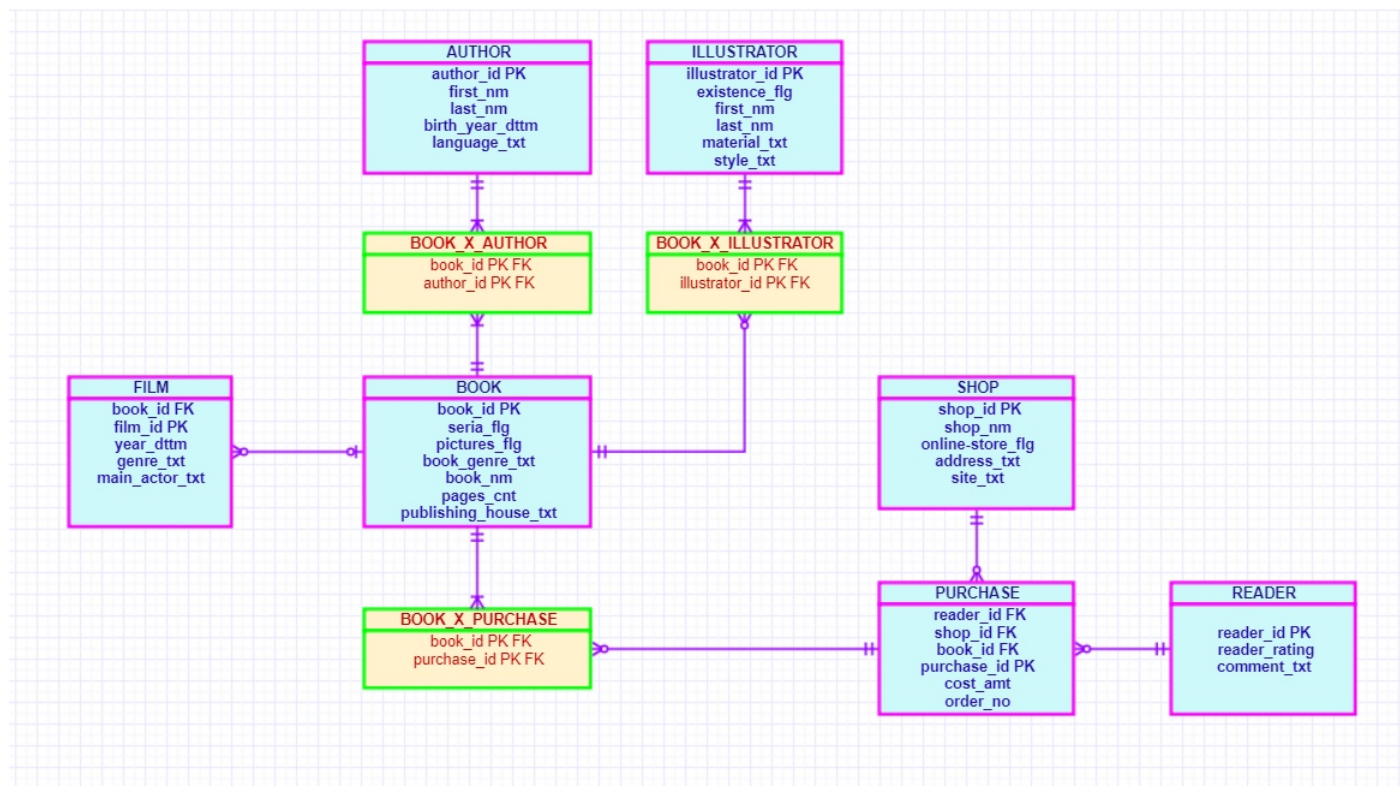 AUTHOR
author_id PK
first_nm
last_nm
birth_year_dttm
language_txt
ILLUSTRATOR
illustrator_id PK
existence_flg
first_nm
last_nm
material_txt
style_txt
BOOK_X_AUTHOR
book_id PK FK
author_id PK FK
BOOK_X_ILLUSTRATOR
book_id PK FK
illustrator_id PK FK
FILM
book_id FK
film_id PK
year_dttm
genre_txt
main_actor_txt
BOOK
book_id PK
seria_flg
pictures_flg
book_genre_txt
book_nm
pages_cnt
publishing_house_txt
SHOP
shop_id PK
shop_nm
online-store_flg
address_txt
site_txt
BOOK_X_PURCHASE
book_id PK FK
purchase_id PK FK
PURCHASE
reader_id FK
shop_id FK
book_id FK
purchase_id PK
cost_amt
order_no
READER
reader_id PK
reader_rating
comment_txt